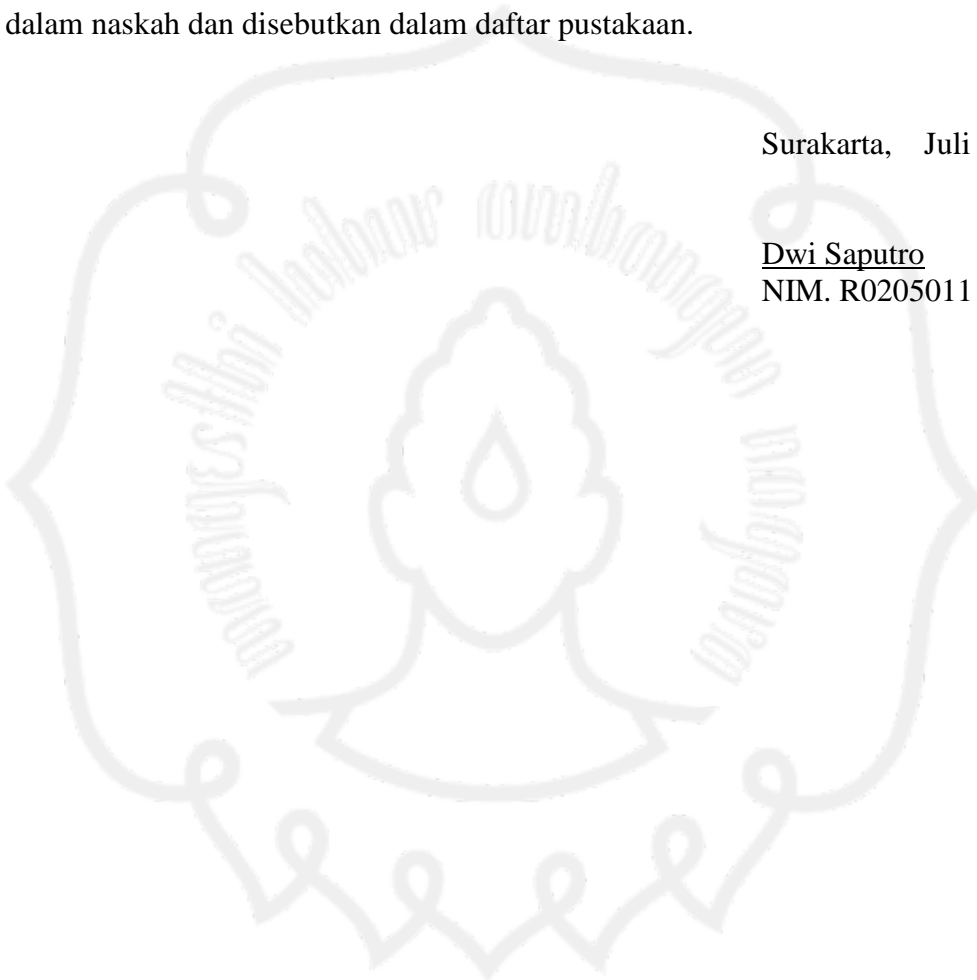 dalam naskah dan disebutkan dalam daftar pustakaan.
Surakarta, Juli
Dwi Saputro
NIM. R0205011